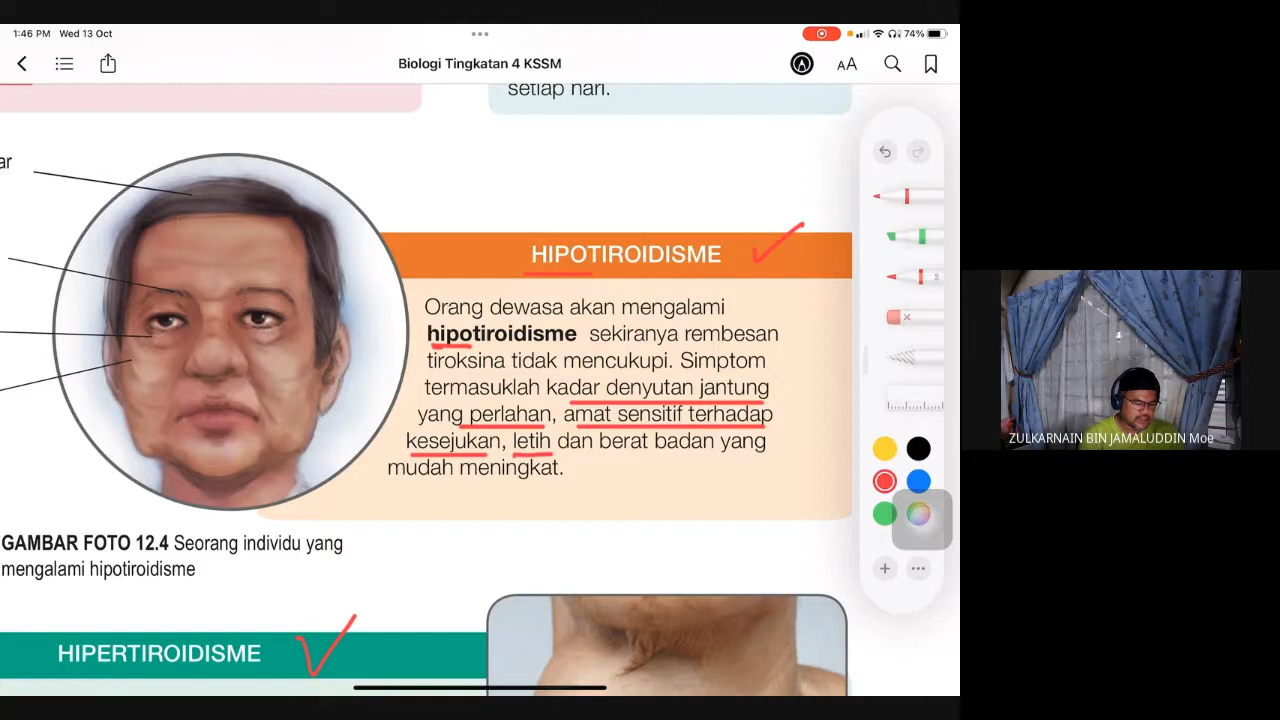 1:46 PM Wed 13 Oct
74%
Biologi Tingkatan 4 KSSM
AA
setiap hari.
ar
HIPOTIROIDISME
Orang dewasa akan mengalami
hipotiroidisme sekiranya rembesan
tiroksina tidak mencukupi. Simptom
termasuklah kadar denyutan jantung
yang perlahan, amat sensitif terhadap
kesejukan, letih dan berat badan yang
mudah meningkat.
GAMBAR FOTO 12.4 Seorang individu yang
mengalami hipotiroidisme
HIPERTIROIDISME
ZULKARNAIN BIN JAMALUDDIN Moe